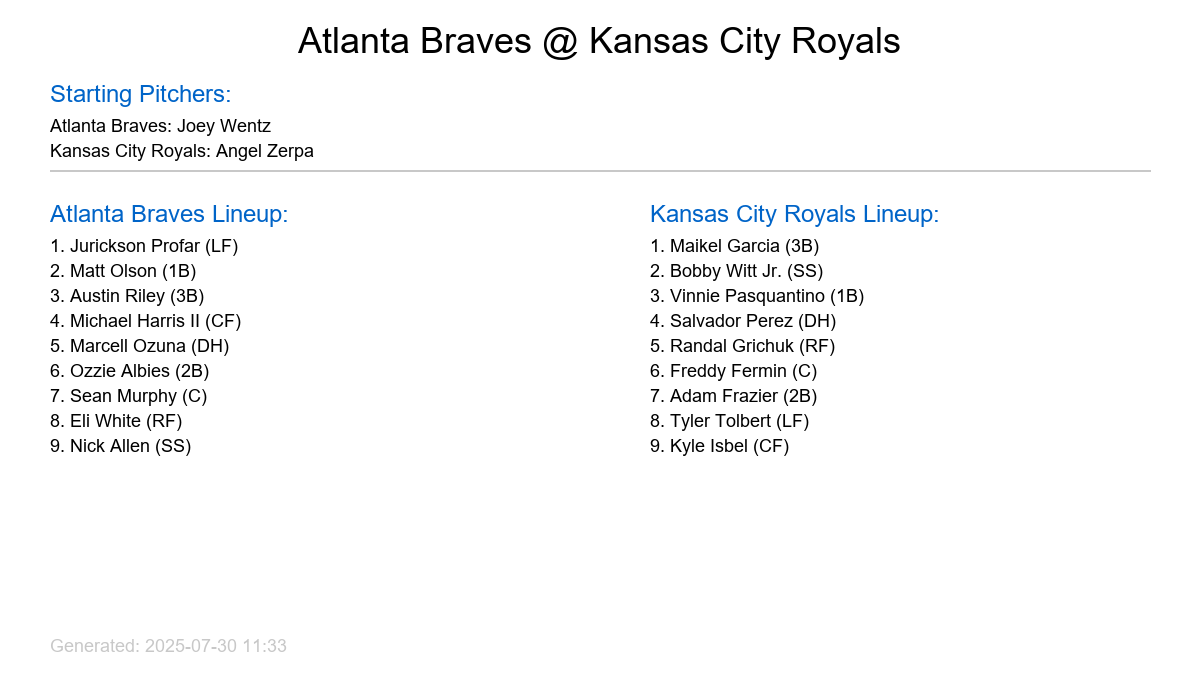 Atlanta Braves @ Kansas City Royals
Starting Pitchers:
Atlanta Braves: Joey Wentz
Kansas City Royals: Angel Zerpa
Atlanta Braves Lineup:
1. Jurickson Profar (LF)
2. Matt Olson (1B)
3. Austin Riley (3B)
4. Michael Harris II (CF)
5. Marcell Ozuna (DH)
6. Ozzie Albies (2B)
7. Sean Murphy (C)
8. Eli White (RF)
9. Nick Allen (SS)
Kansas City Royals Lineup:
1. Maikel Garcia (3B)
2. Bobby Witt Jr. (SS)
3. Vinnie Pasquantino (1B)
4. Salvador Perez (DH)
5. Randal Grichuk (RF)
6. Freddy Fermin (C)
7. Adam Frazier (2B)
8. Tyler Tolbert (LF)
9. Kyle Isbel (CF)
Generated: 2025-07-30 11:33